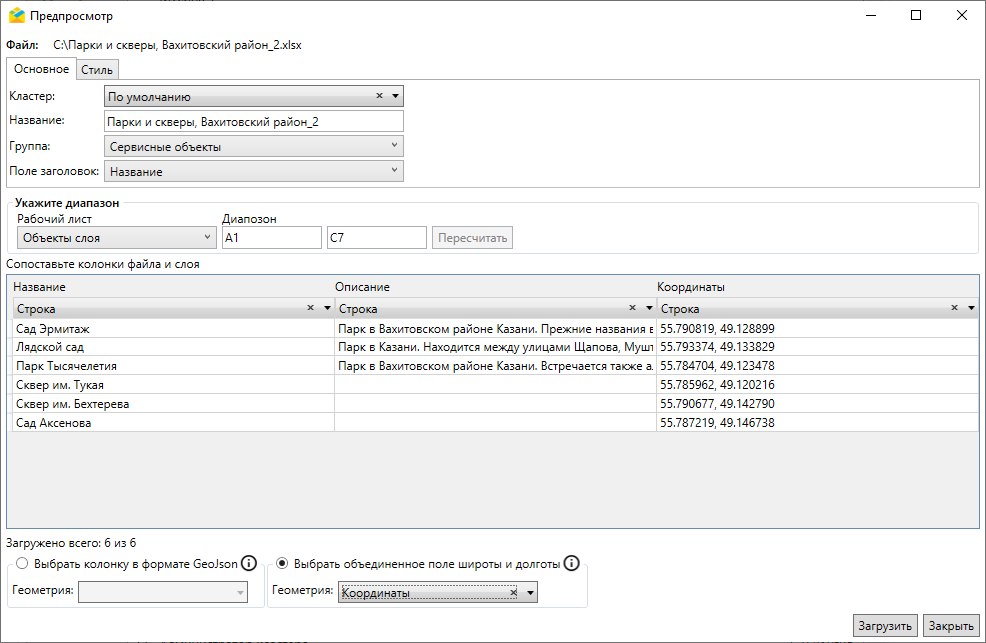 Предпросмотр
Файл: C:\Парки и скверы, Вахитовский район_2.xlsx
Основное Стиль
Кластер: По умолчанию
Название: Парки и скверы, Вахитовский район_2
Группа: Сервисные объекты
Поле заголовок: Название
Укажите диапазон
Рабочий лист Диапозон
Объекты слоя A1 C7 Пересчитать
Сопоставьте колонки файла и слоя
Название Описание Координаты
Строка Строка Строка
Сад Эрмитаж Парк в Вахитовском районе Казани. Прежние названия в 55.790819, 49.128899
Лядской сад Парк в Казани. Находится между улицами Щапова, Мушт 55.793374, 49.133829
Парк Тысячелетия Парк в Вахитовском районе Казани. Встречается также а. 55.784704, 49.123478
Сквер им. Тукая 55.785962, 49.120216
Сквер им. Бехтерева 55.790677, 49.142790
Сад Аксенова 55.787219, 49.146738
Загружено всего: 6 из 6
Выбрать колонку в формате GeoJson Выбрать объединенное поле широты и долготы
Геометрия: Геометрия: Координаты
Загрузить Закрыть